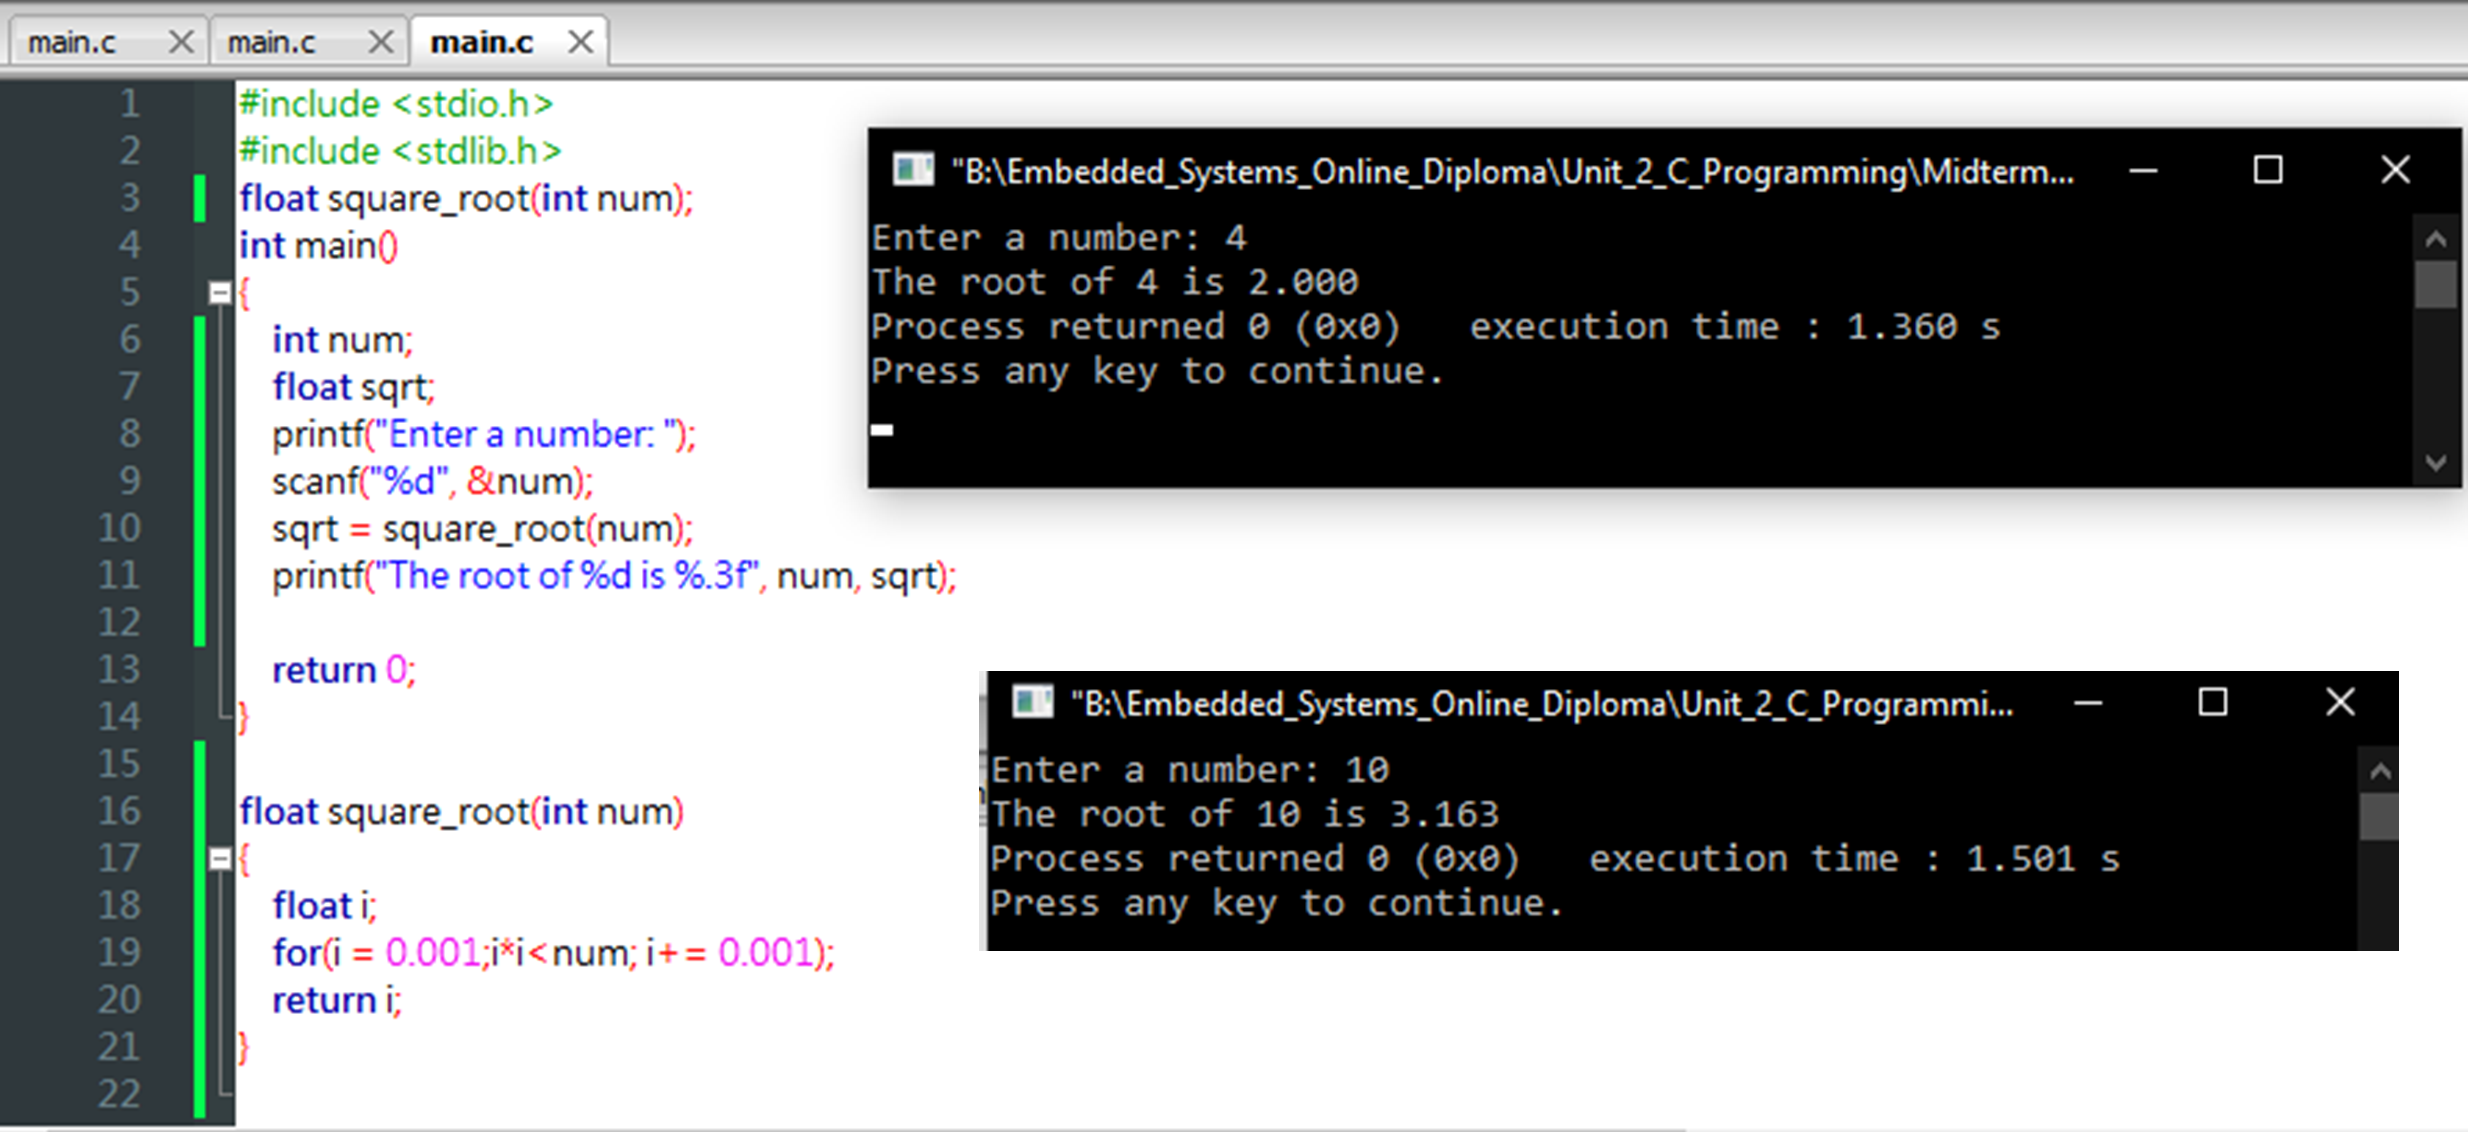 main.c
main.c
main.c
1 #include <stdio.h>
2 #include <stdlib.h>
3 float square_root(int num);
4 int main()
5 {
6 int num;
7 float sqrt;
8 printf("Enter a number: ");
9 scanf("%d", &num);
10 sqrt = square_root(num);
11 printf("The root of %d is %.3f", num, sqrt);
12
13 return 0;
14 }
15
16 float square_root(int num)
17 {
18 float i;
19 for(i = 0.001;i*i<num; i+= 0.001);
20 return i;
21 }
22
"B:\Embedded_Systems_Online_Diploma\Unit_2_C_Programming\Midterm...
Enter a number: 4
The root of 4 is 2.000
Process returned 0 (0x0)   execution time : 1.360 s
Press any key to continue.
"B:\Embedded_Systems_Online_Diploma\Unit_2_C_Programmi...
Enter a number: 10
The root of 10 is 3.163
Process returned 0 (0x0)   execution time : 1.501 s
Press any key to continue.